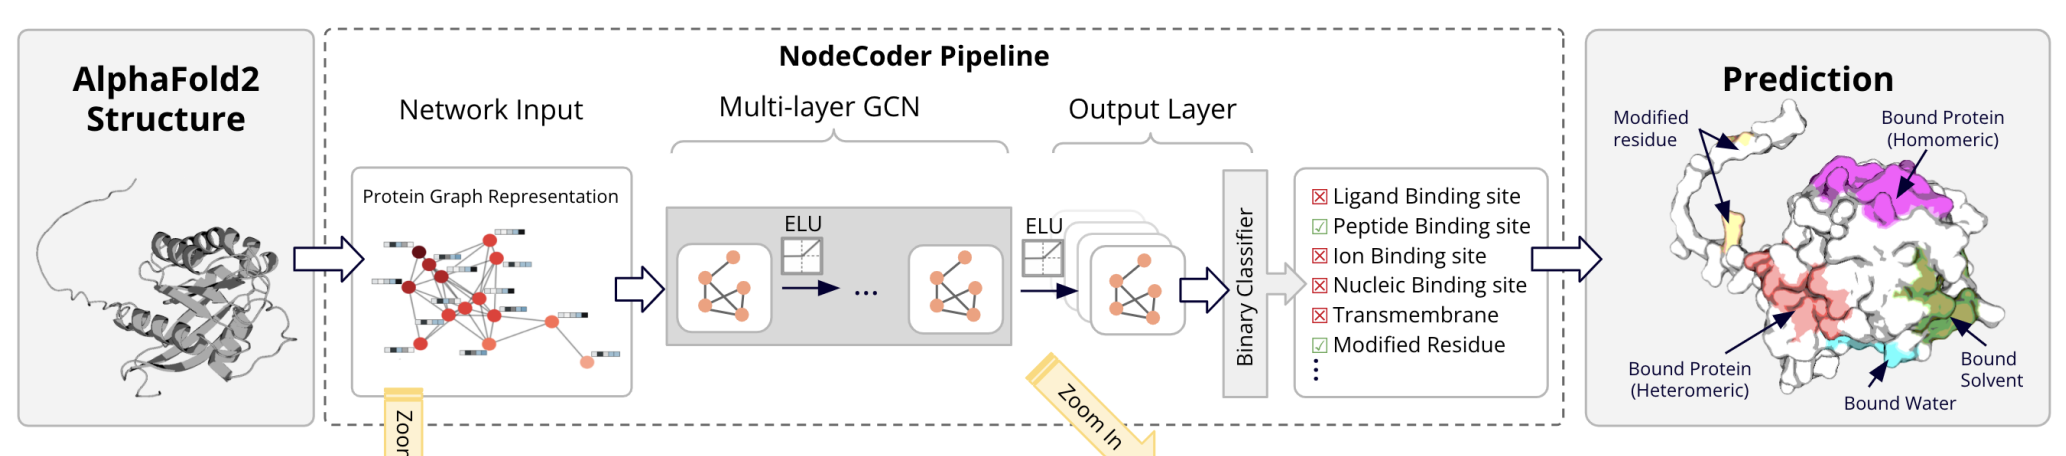 AlphaFold2
Structure
NodeCoder Pipeline
Network Input
Multi-layer GCN
Output Layer
Protein Graph Representation
ELU
...
ELU
Binary Classifier
Ligand Binding site
Peptide Binding site
Ion Binding site
Nucleic Binding site
Transmembrane
Modified Residue
Zoom In
Prediction
Modified
residue
Bound Protein
(Homomeric)
Bound Protein
(Heteromeric)
Bound Water
Bound
Solvent